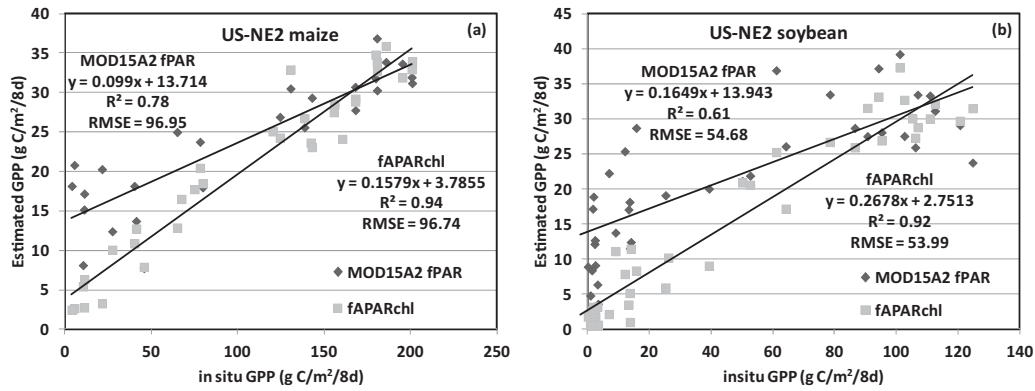 US-NE2 maize
(a)
MOD15A2 fPAR
y = 0.099x + 13.714
R² = 0.78
RMSE = 96.95
fAPARchl
y = 0.1579x + 3.7855
R² = 0.94
RMSE = 96.74
MOD15A2 fPAR
fAPARchl
Estimated GPP (g C/m²/8d)
40
35
30
25
20
15
10
5
0
0 50 100 150 200 250
in situ GPP (g C/m²/8d)
US-NE2 soybean
(b)
MOD15A2 fPAR
y = 0.1649x + 13.943
R² = 0.61
RMSE = 54.68
fAPARchl
y = 0.2678x + 2.7513
R² = 0.92
RMSE = 53.99
MOD15A2 fPAR
fAPARchl
Estimated GPP (g C/m²/8d)
45
40
35
30
25
20
15
10
5
0
0 20 40 60 80 100 120 140
insitu GPP (g C/m²/8d)